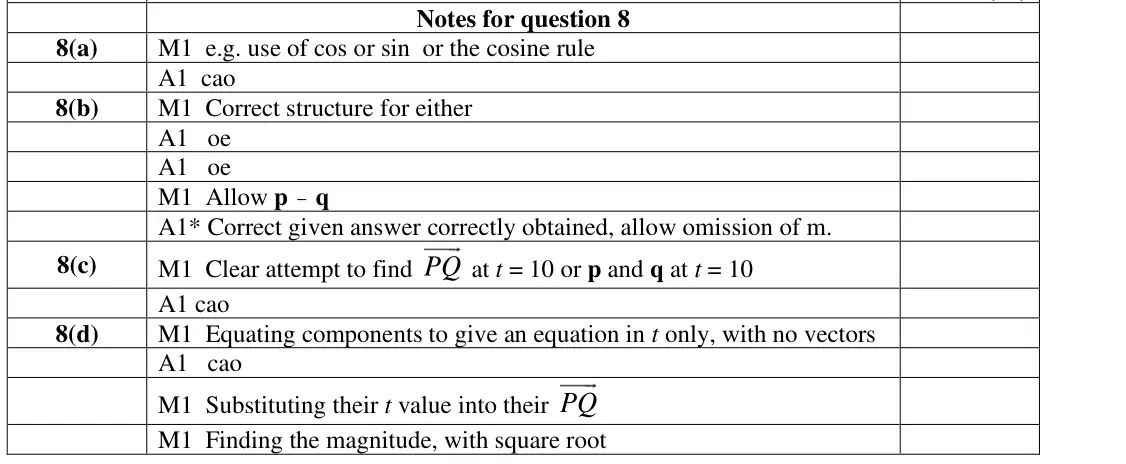 Notes for question 8
8(a) M1 e.g. use of cos or sin or the cosine rule
A1 cao
8(b) M1 Correct structure for either
A1 oe
A1 oe
M1 Allow p – q
A1* Correct given answer correctly obtained, allow omission of m.
8(c) M1 Clear attempt to find \overrightarrow{PQ} at t = 10 or p and q at t = 10
A1 cao
8(d) M1 Equating components to give an equation in t only, with no vectors
A1 cao
M1 Substituting their t value into their \overrightarrow{PQ}
M1 Finding the magnitude, with square root